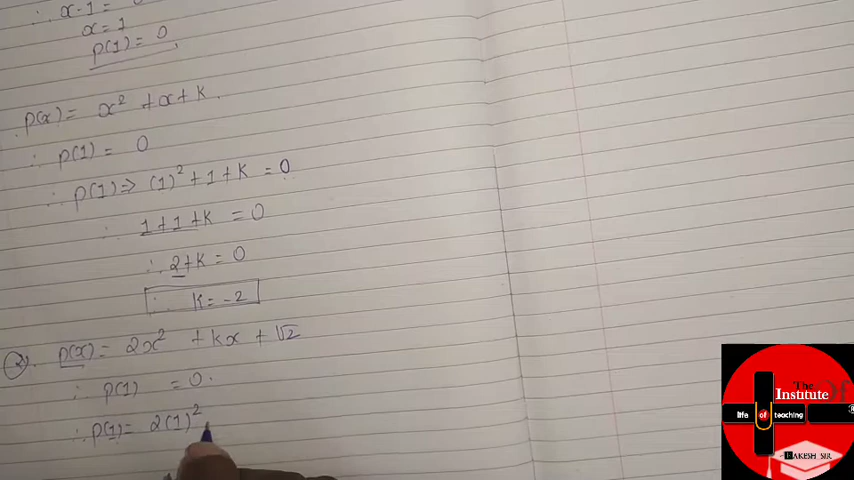 ∴ x-1 =
x = 1
p(1) = 0
p(x) = x² + x + k
∴ p(1) = 0
∴ p(1) => (1)² + 1 + k = 0
∴ 1 + 1 + k = 0
∴ 2 + k = 0
∴ k = -2
(2). p(x) = 2x² + kx + √2
∴ p(1) = 0.
∴ p(1) = 2(1)²
The
Institute
life of teaching
RAKESH SIR